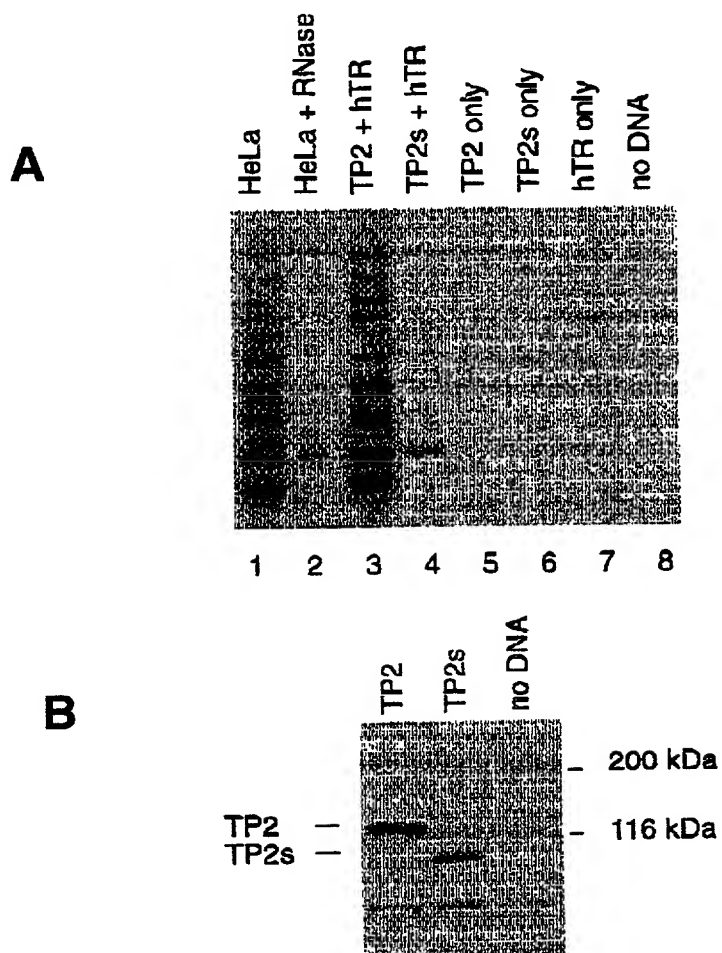 A
HeLa
HeLa + RNase
TP2 + hTR
TP2s + hTR
TP2 only
TP2s only
hTR only
no DNA
1 2 3 4 5 6 7 8
B
TP2
TP2s
no DNA
200 kDa
TP2
116 kDa
TP2s